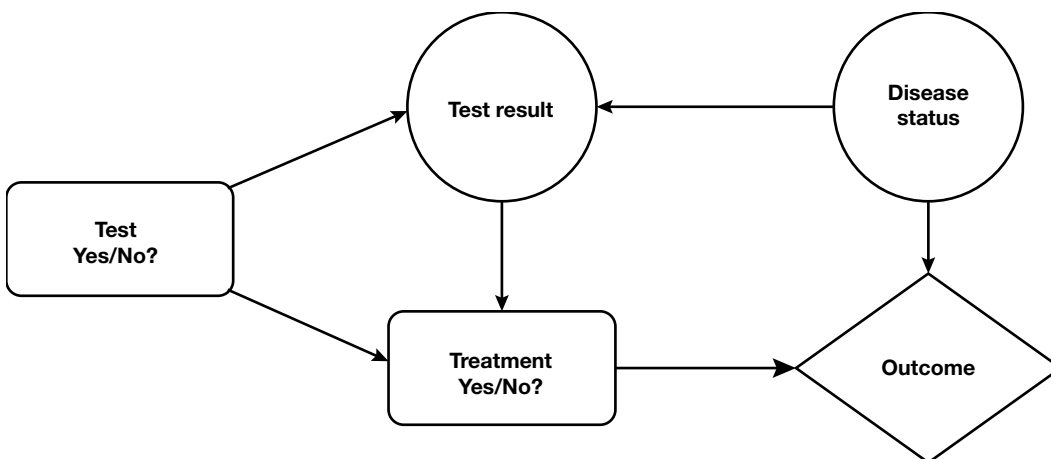 Test result
Disease
status
Test
Yes/No?
Treatment
Yes/No?
Outcome